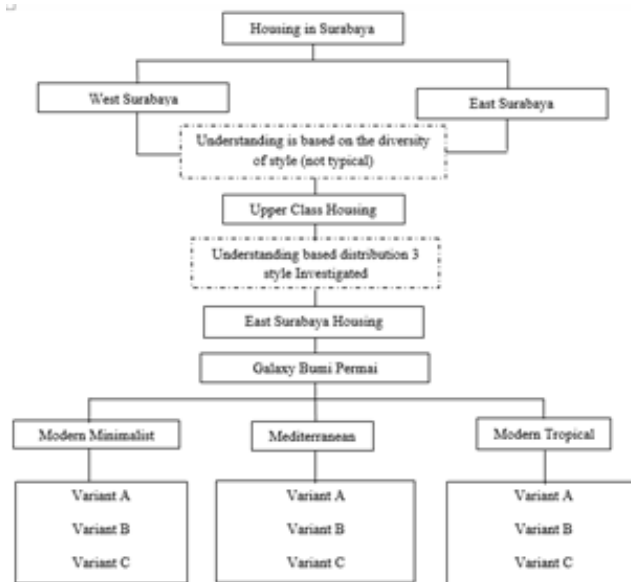 Housing in Surabaya
West Surabaya
East Surabaya
Understanding is based on the diversity
of style (not typical)
Upper Class Housing
Understanding based distribution 3
style Investigated
East Surabaya Housing
Galaxy Bumi Permai
Modern Minimalist
Mediterranean
Modern Tropical
Variant A
Variant B
Variant C
Variant A
Variant B
Variant C
Variant A
Variant B
Variant C